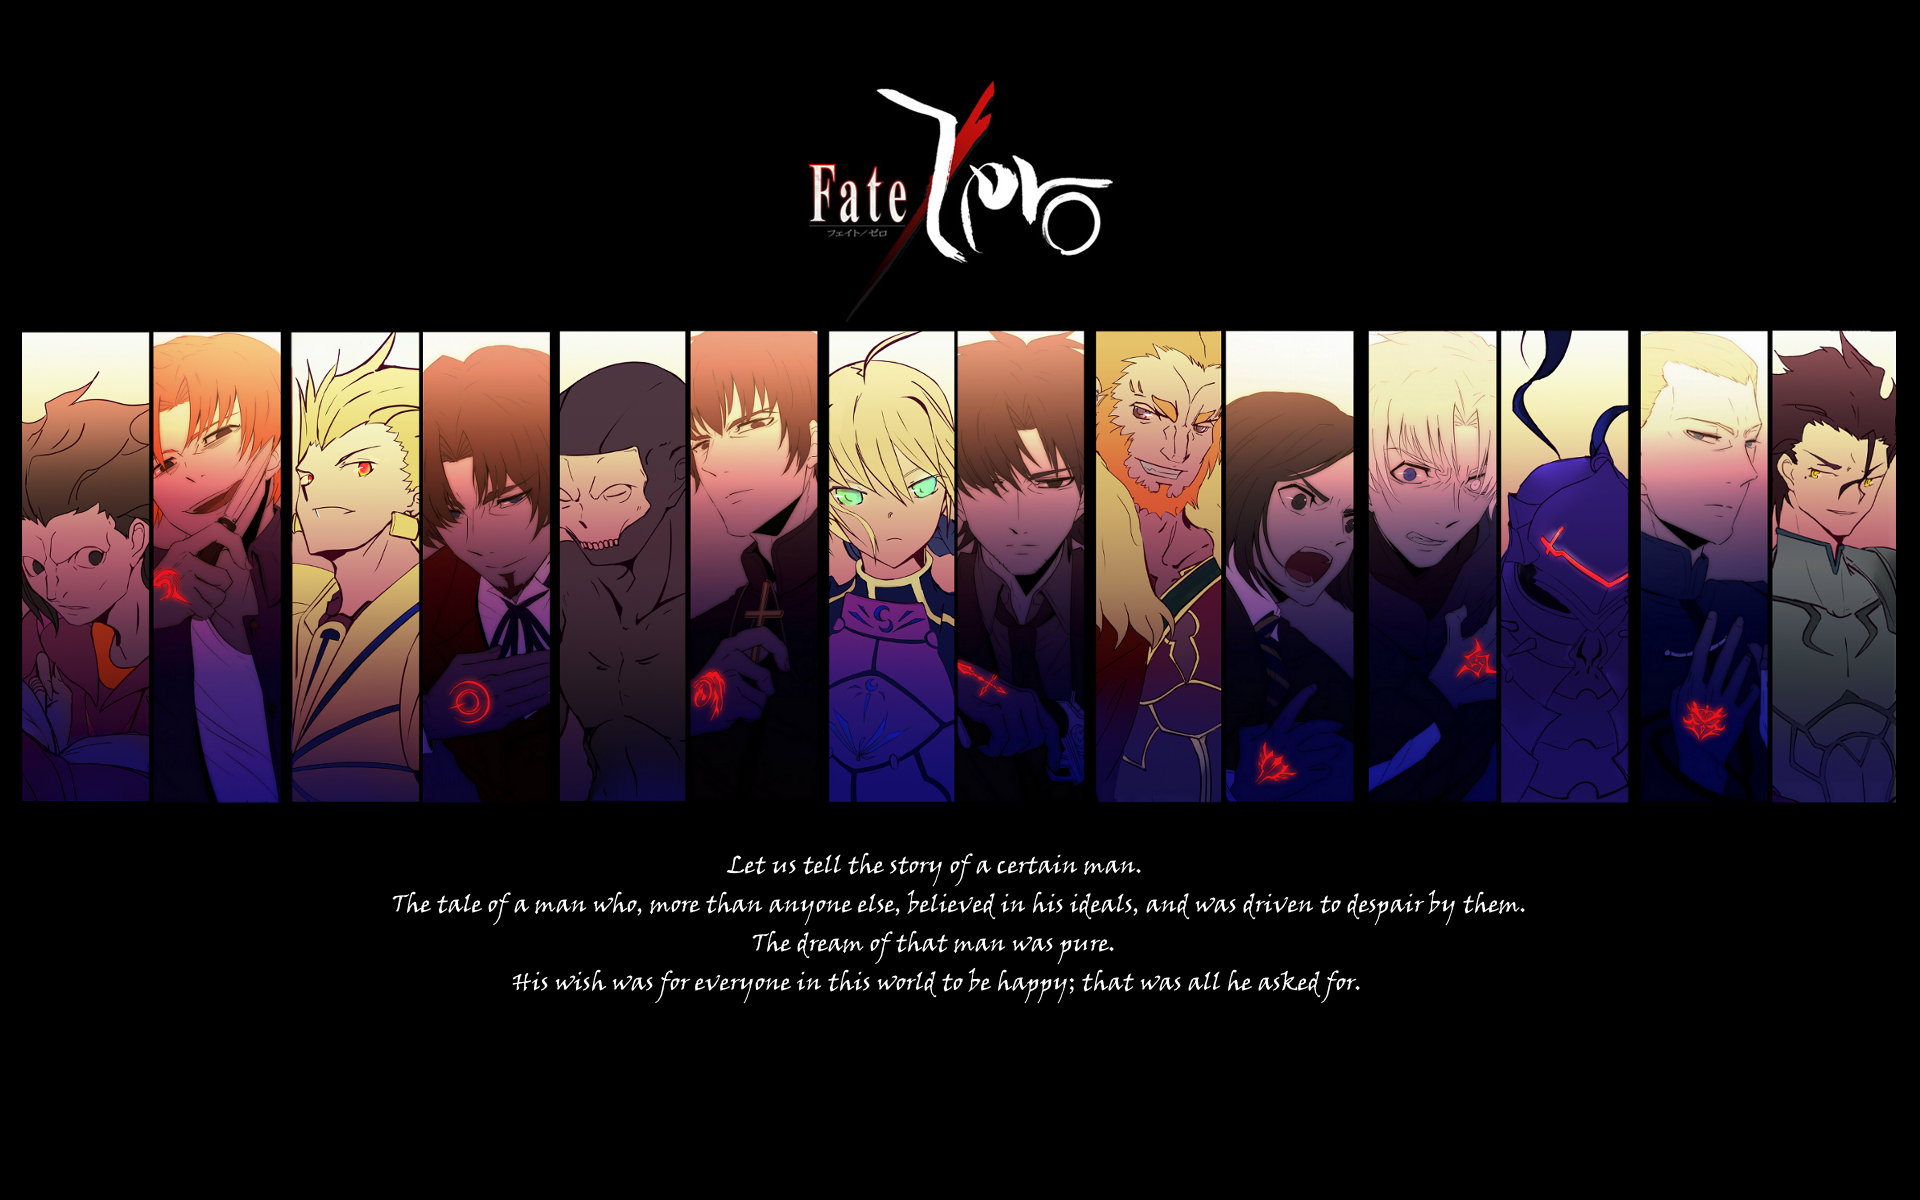 Fate/Zero
フェイト/ゼロ
Let us tell the story of a certain man.
The tale of a man who, more than anyone else, believed in his ideals, and was driven to despair by them.
The dream of that man was pure.
His wish was for everyone in this world to be happy; that was all he asked for.